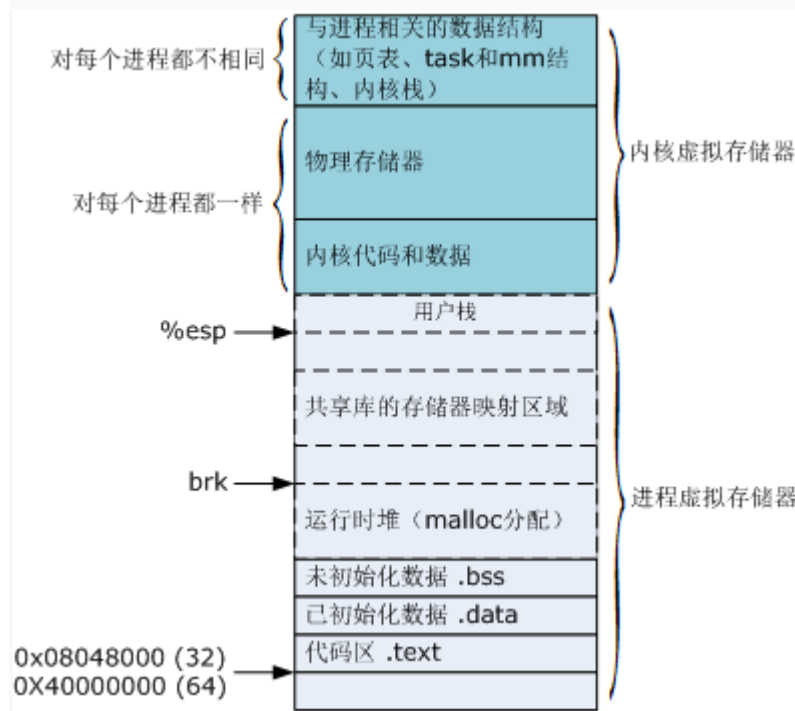 与进程相关的数据结构
（如页表、task和mm结
构、内核栈）
对每个进程都不相同
物理存储器
内核虚拟存储器
对每个进程都一样
内核代码和数据
用户栈
%esp
共享库的存储器映射区域
brk
进程虚拟存储器
运行时堆（malloc分配）
未初始化数据 .bss
已初始化数据 .data
代码区 .text
0x08048000 (32)
0X40000000 (64)